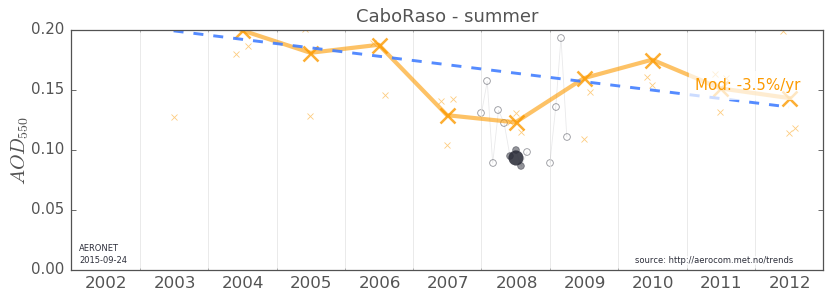 CaboRaso - summer
0.20
0.15
0.10
0.05
0.00
AOD550
Mod: -3.5%/yr
AERONET
2015-09-24
source: http://aerocom.met.no/trends
2002 2003 2004 2005 2006 2007 2008 2009 2010 2011 2012